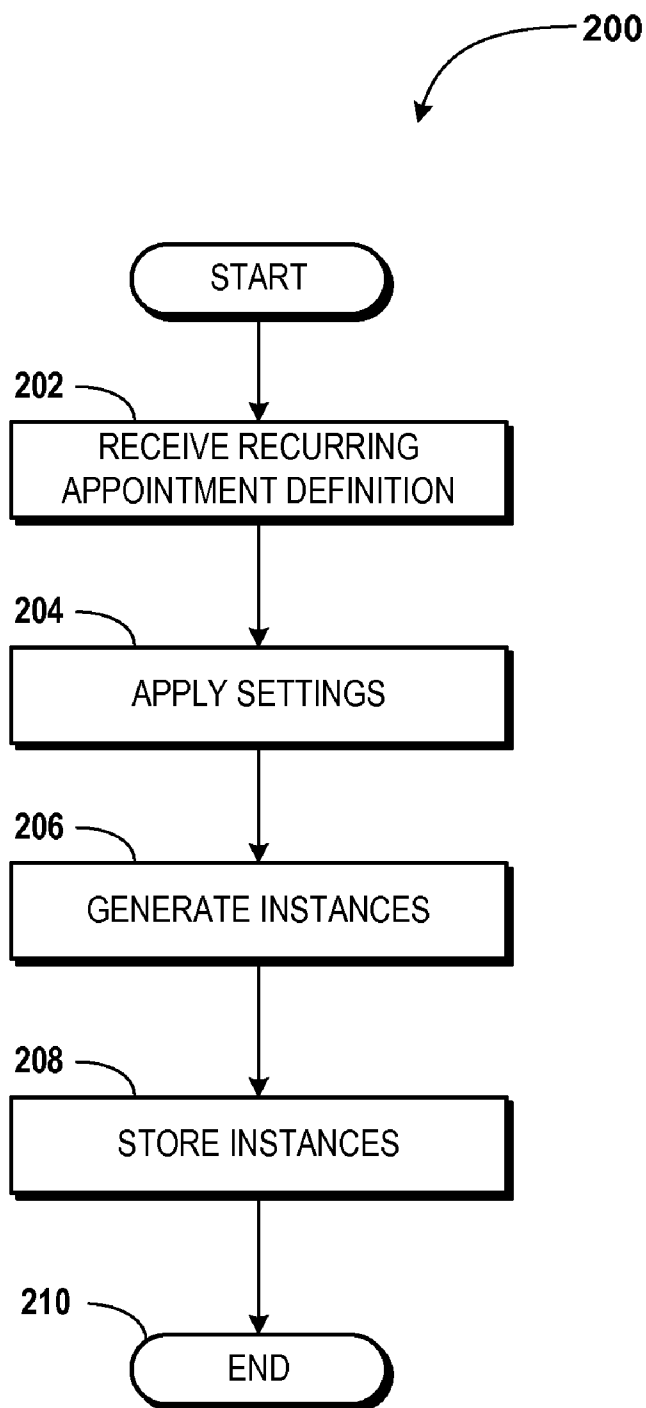 200
START
202
RECEIVE RECURRING
APPOINTMENT DEFINITION
204
APPLY SETTINGS
206
GENERATE INSTANCES
208
STORE INSTANCES
210
END